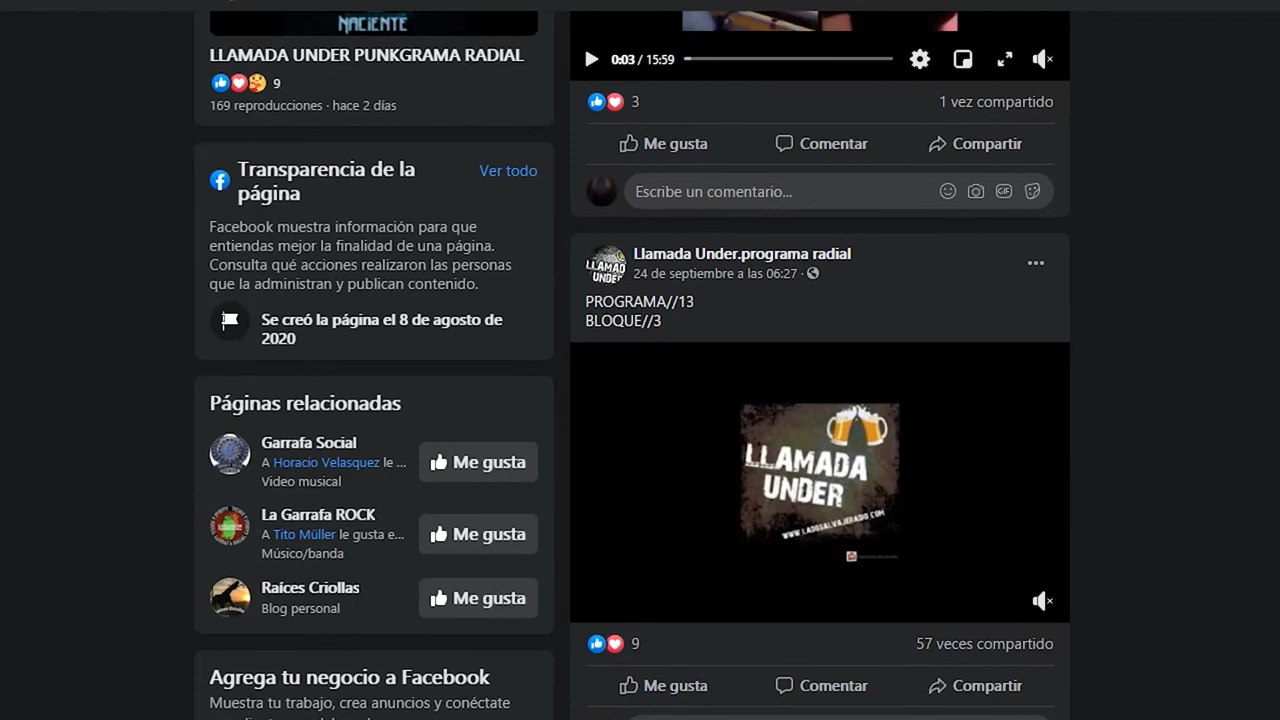 NACIENTE
LLAMADA UNDER PUNKGRAMA RADIAL
9
169 reproducciones · hace 2 días
Transparencia de la
página
Ver todo
Facebook muestra información para que
entiendas mejor la finalidad de una página.
Consulta qué acciones realizaron las personas
que la administran y publican contenido.
Se creó la página el 8 de agosto de
2020
Páginas relacionadas
Garrafa Social
A Horacio Velasquez le ...
Video musical
Me gusta
La Garrafa ROCK
A Tito Müller le gusta e...
Músico/banda
Me gusta
Raíces Criollas
Blog personal
Me gusta
Agrega tu negocio a Facebook
Muestra tu trabajo, crea anuncios y conéctate
0:03 / 15:59
3
1 vez compartido
Me gusta
Comentar
Compartir
Escribe un comentario...
GIF
LLAMADA
UNDER
Llamada Under.programa radial
24 de septiembre a las 06:27 ·
PROGRAMA//13
BLOQUE//3
LLAMADA
UNDER
WWW.LADOSALVAJERADIO.COM
9
57 veces compartido
Me gusta
Comentar
Compartir